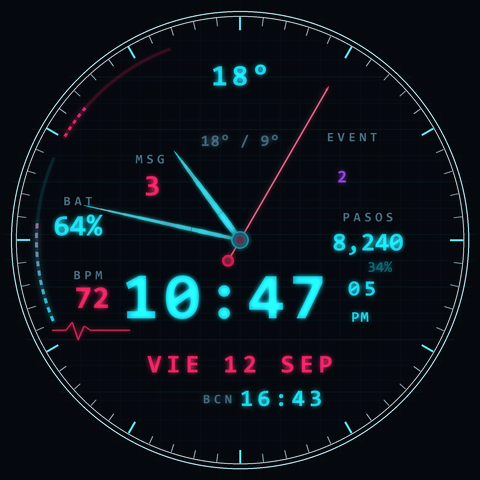 18°
18° / 9°
EVENT
MSG
2
3
BAT
PASOS
64%
8,240
34%
BPM
72
10:47
05
PM
VIE 12 SEP
BCN 16:43